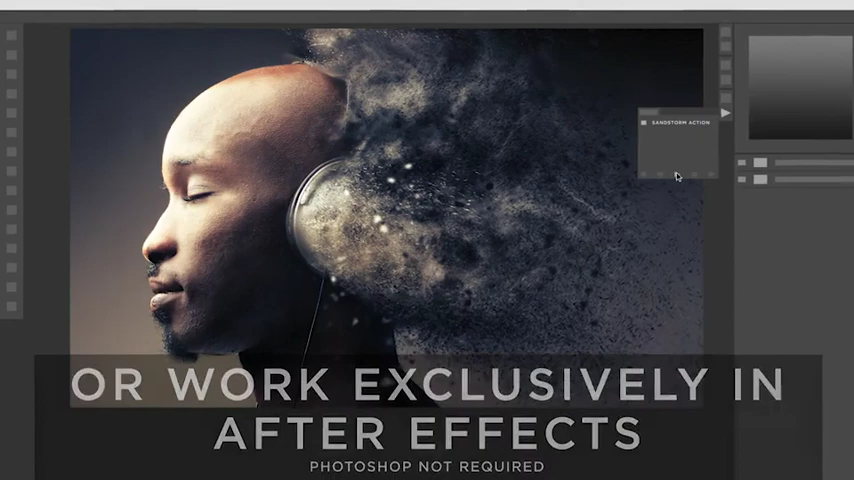 SANDSTORM ACTION
OR WORK EXCLUSIVELY IN
AFTER EFFECTS
PHOTOSHOP NOT REQUIRED